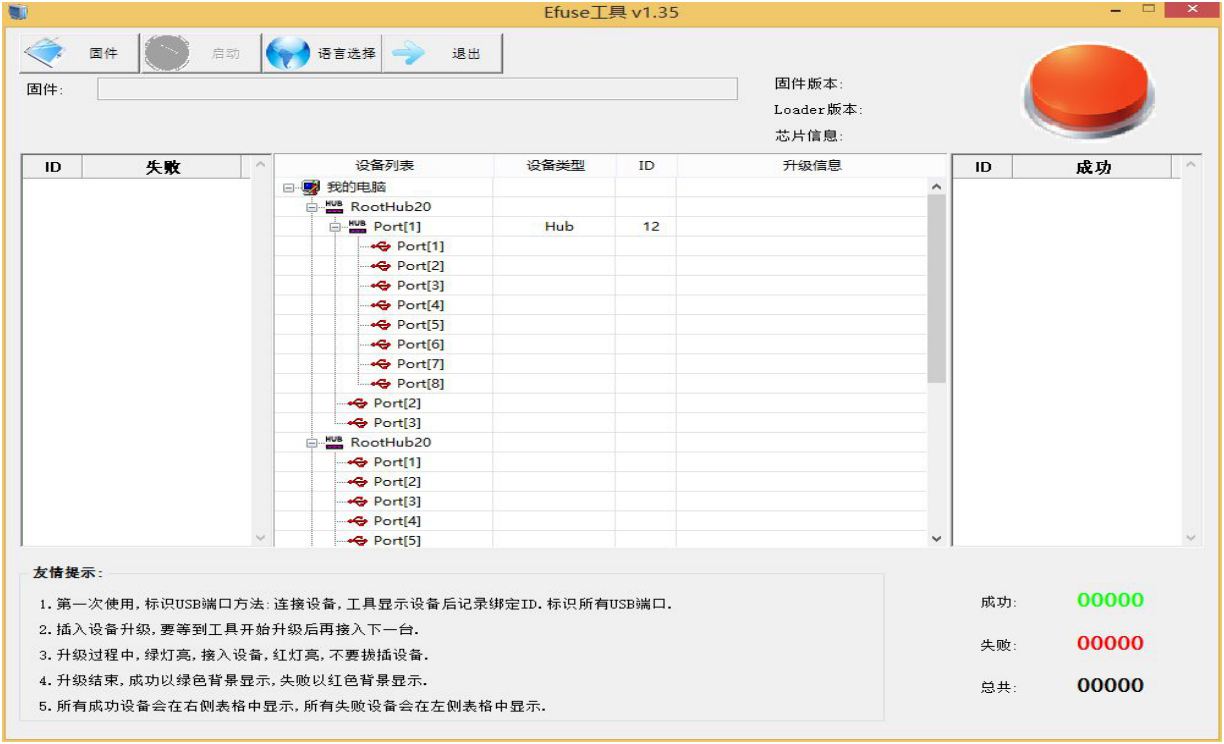 Efuse工具 v1.35
固件 启动 语言选择 退出
固件:
固件版本:
Loader版本:
芯片信息:
ID 失败
设备列表 设备类型 ID 升级信息
ID 成功
我的电脑
HUB RootHub20
HUB Port[1] Hub 12
Port[1]
Port[2]
Port[3]
Port[4]
Port[5]
Port[6]
Port[7]
Port[8]
Port[2]
Port[3]
HUB RootHub20
Port[1]
Port[2]
Port[3]
Port[4]
Port[5]
友情提示:
1. 第一次使用, 标识USB端口方法: 连接设备, 工具显示设备后记录绑定ID. 标识所有USB端口.
2. 插入设备升级, 要等到工具开始升级后再接入下一台.
3. 升级过程中, 绿灯亮, 接入设备, 红灯亮, 不要拔插设备.
4. 升级结束, 成功以绿色背景显示, 失败以红色背景显示.
5. 所有成功设备会在右侧表格中显示, 所有失败设备会在左侧表格中显示.
成功: 00000
失败: 00000
总共: 00000